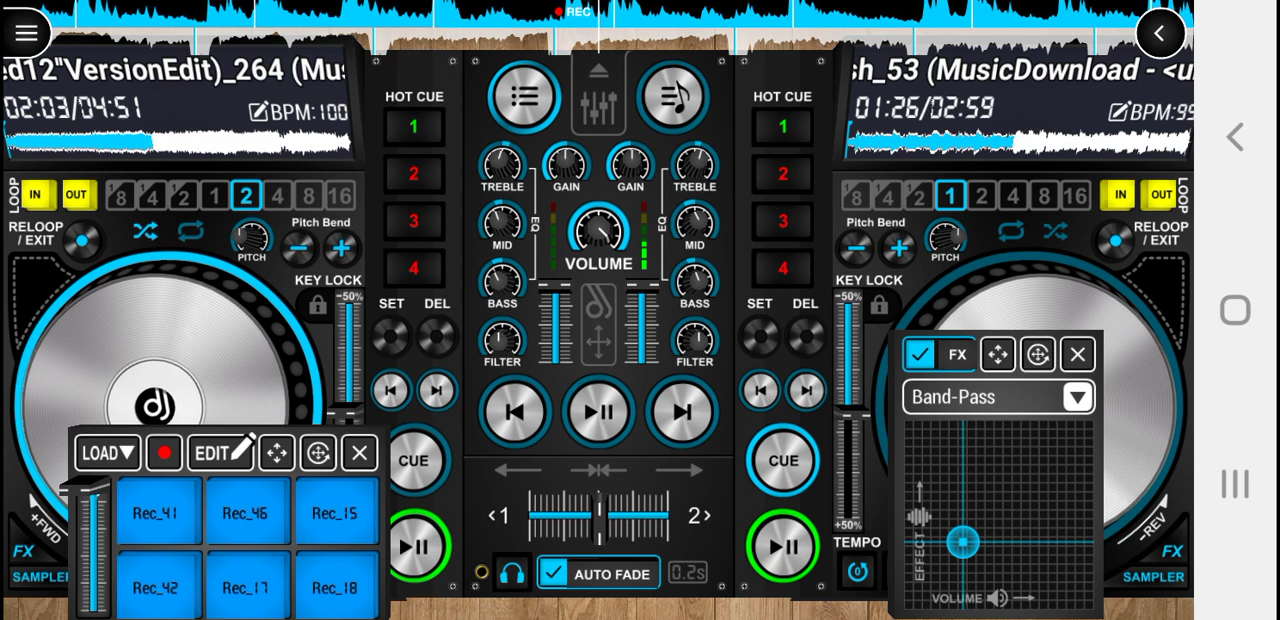 REC
ed12"VersionEdit)_264 (Mus
02:03/04:51
BPM:100
sh_53 (MusicDownload - <u
01:26/02:59
BPM:99
HOT CUE
1
2
3
4
SET DEL
HOT CUE
1
2
3
4
SET DEL
LOOP
IN OUT
1/8 1/4 1/2 1 2 4 8 16
RELOOP
/ EXIT
PITCH
Pitch Bend
KEY LOCK
-50%
TREBLE
GAIN
GAIN
TREBLE
EQ
EQ
MID
MID
VOLUME
BASS
BASS
FILTER
FILTER
1/8 1/4 1/2 1 2 4 8 16
IN OUT
LOOP
Pitch Bend
PITCH
RELOOP
/ EXIT
KEY LOCK
-50%
+50%
TEMPO
0
CUE
CUE
<1
2>
AUTO FADE
0.2s
+FWD
FX
SAMPLE
LOAD▼
EDIT
Rec_41 Rec_46 Rec_15
Rec_42 Rec_17 Rec_18
FX
Band-Pass
EFFECT
VOLUME
-REV
FX
SAMPLER